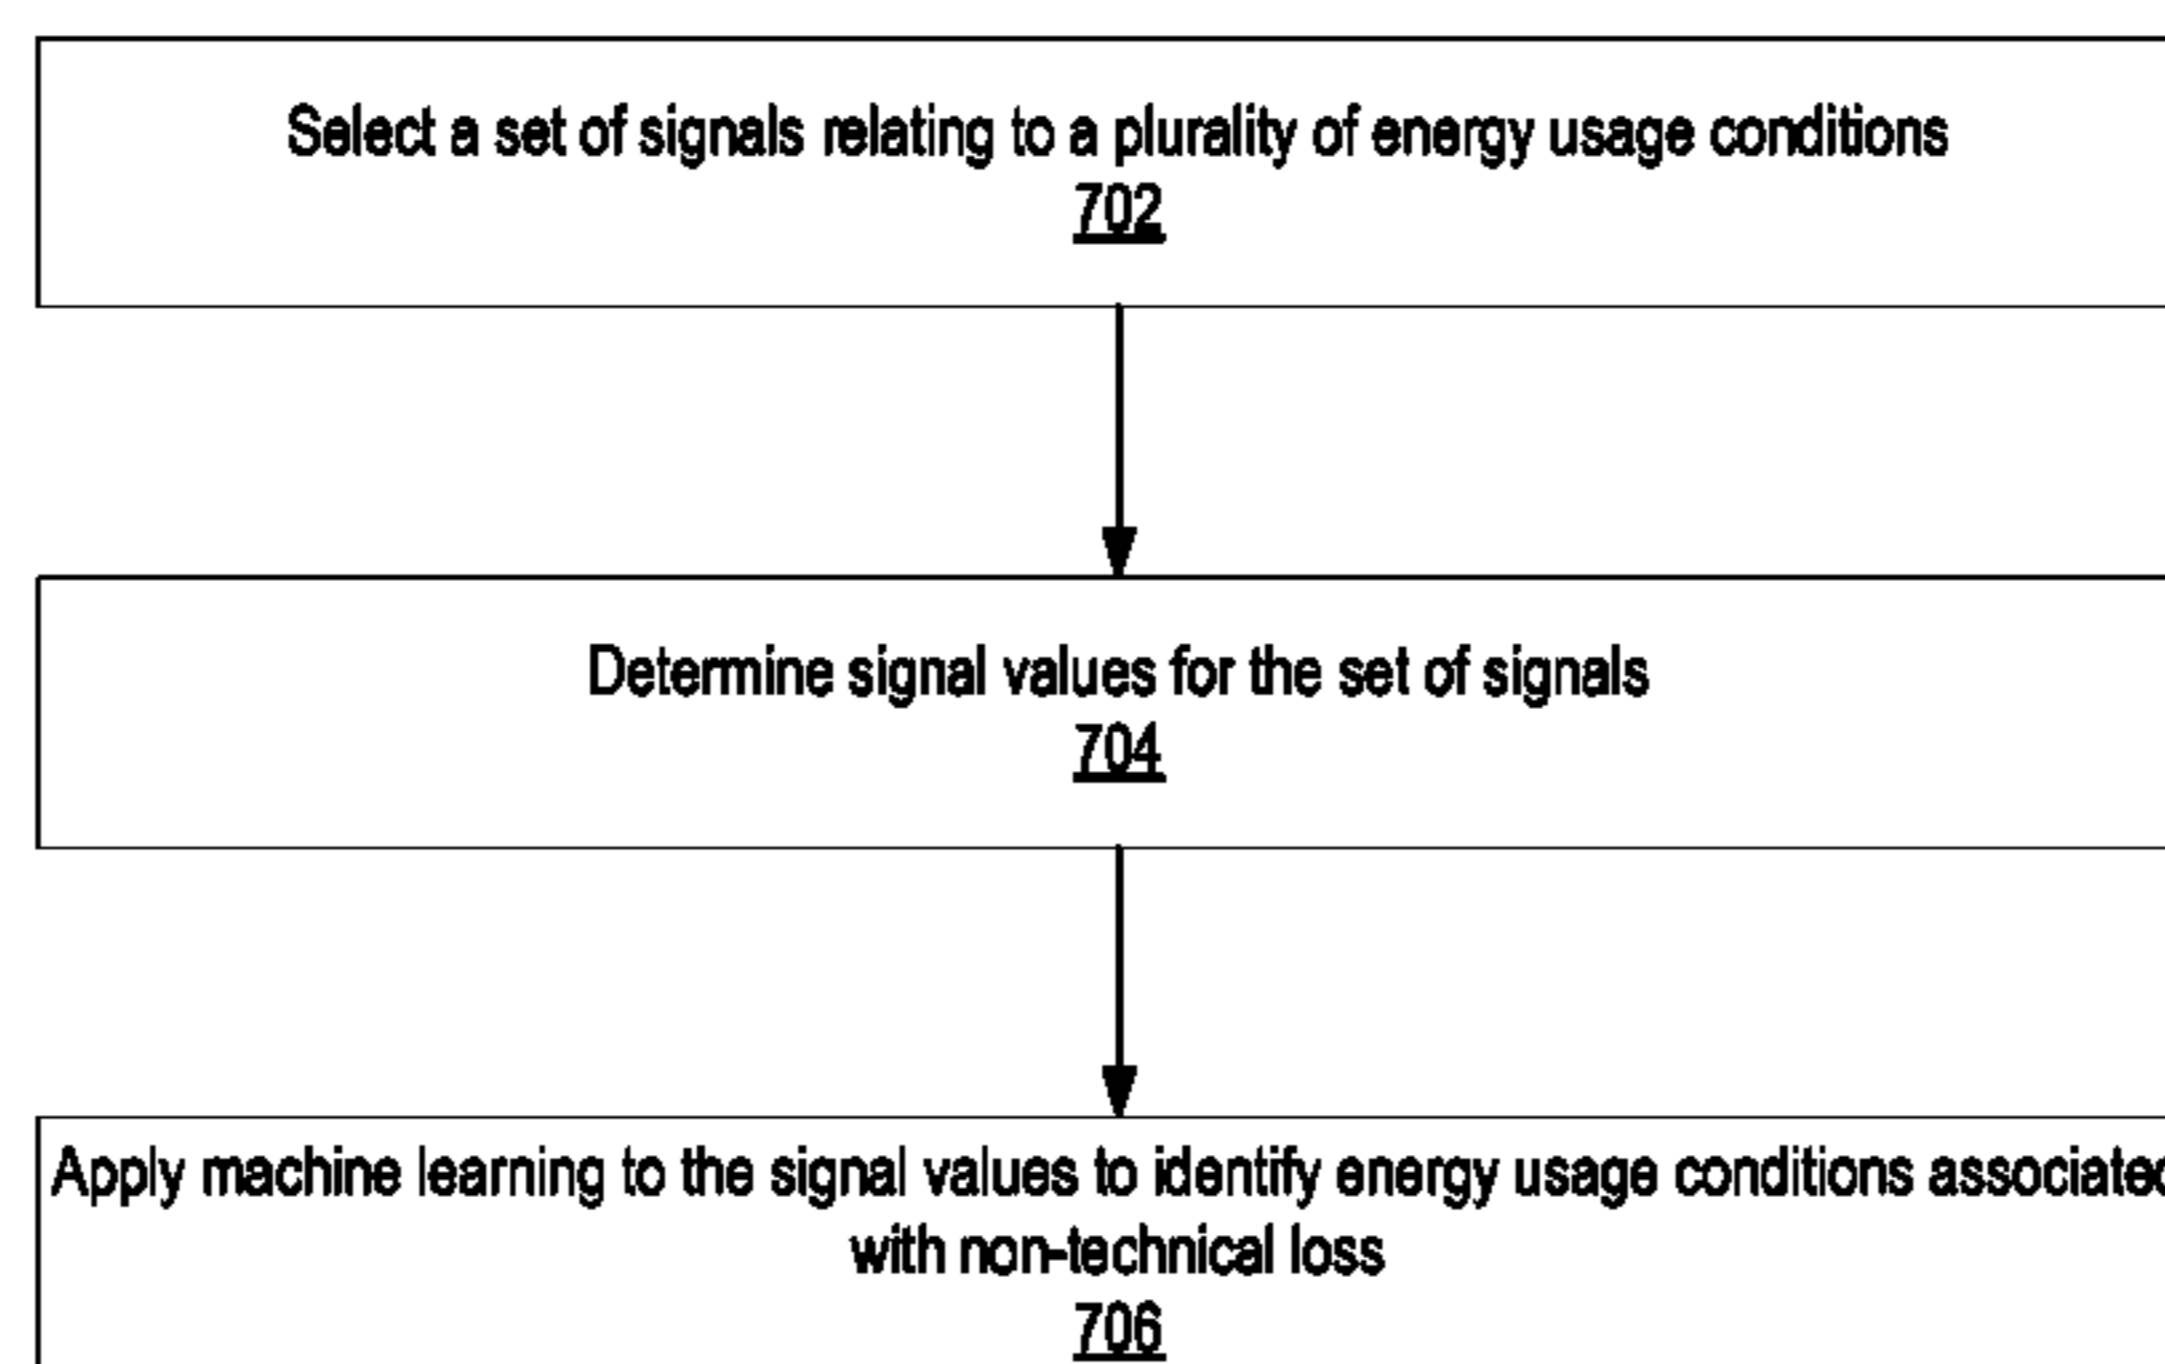 Select a set of signals relating to a plurality of energy usage conditions
702
Determine signal values for the set of signals
704
Apply machine learning to the signal values to identify energy usage conditions associated
with non-technical loss
706